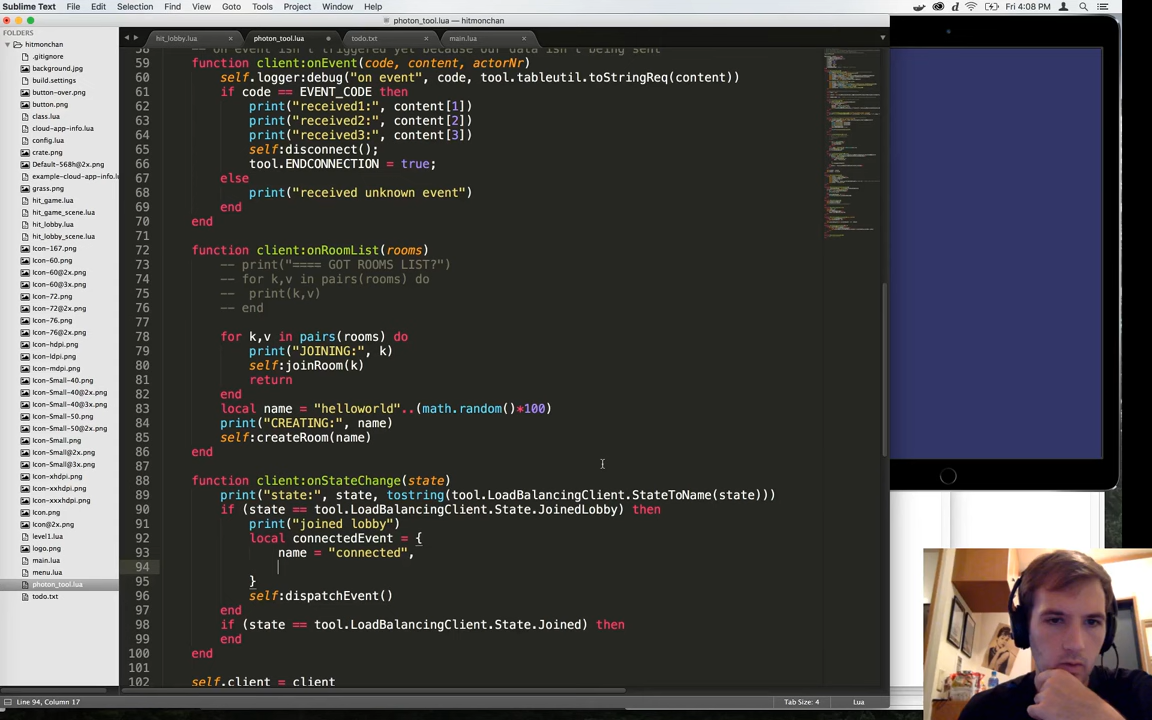 Sublime Text File Edit Selection Find View Goto Tools Project Window Help Fri 4:08 PM
photon_tool.lua — hitmonchan
FOLDERS
hitmonchan
.gitignore
background.jpg
build.settings
button-over.png
button.png
class.lua
cloud-app-info.lua
config.lua
crate.png
Default-568h@2x.png
example-cloud-app-info.lu
grass.png
hit_game.lua
hit_game_scene.lua
hit_lobby.lua
hit_lobby_scene.lua
Icon-167.png
Icon-60.png
Icon-60@2x.png
Icon-60@3x.png
Icon-72.png
Icon-72@2x.png
Icon-76.png
Icon-76@2x.png
Icon-hdpi.png
Icon-ldpi.png
Icon-mdpi.png
Icon-Small-40.png
Icon-Small-40@2x.png
Icon-Small-40@3x.png
Icon-Small-50.png
Icon-Small-50@2x.png
Icon-Small.png
Icon-Small@2x.png
Icon-Small@3x.png
Icon-xhdpi.png
Icon-xxhdpi.png
Icon-xxxhdpi.png
Icon.png
Icon@2x.png
level1.lua
logo.png
main.lua
menu.lua
photon_tool.lua
todo.txt
hit_lobby.lua photon_tool.lua todo.txt main.lua
58 -- on event isn't triggered yet because our data isn't being sent
59 function client:onEvent(code, content, actorNr)
60 self.logger:debug("on event", code, tool.tableutil.toStringReq(content))
61 if code == EVENT_CODE then
62 print("received1:", content[1])
63 print("received2:", content[2])
64 print("received3:", content[3])
65 self:disconnect();
66 tool.ENDCONNECTION = true;
67 else
68 print("received unknown event")
69 end
70 end
71
72 function client:onRoomList(rooms)
73 -- print("==== GOT ROOMS LIST?")
74 -- for k,v in pairs(rooms) do
75 -- print(k,v)
76 -- end
77
78 for k,v in pairs(rooms) do
79 print("JOINING:", k)
80 self:joinRoom(k)
81 return
82 end
83 local name = "helloworld"..(math.random()*100)
84 print("CREATING:", name)
85 self:createRoom(name)
86 end
87
88 function client:onStateChange(state)
89 print("state:", state, tostring(tool.LoadBalancingClient.StateToName(state)))
90 if (state == tool.LoadBalancingClient.State.JoinedLobby) then
91 print("joined lobby")
92 local connectedEvent = {
93 name = "connected",
94
95 }
96 self:dispatchEvent()
97 end
98 if (state == tool.LoadBalancingClient.State.Joined) then
99 end
100 end
101
102 self.client = client
Line 94, Column 17 Tab Size: 4 Lua